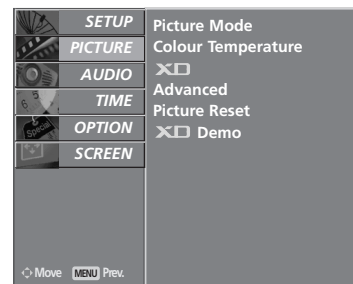 SETUP
PICTURE
AUDIO
TIME
OPTION
SCREEN
Move MENU Prev.
Picture Mode
Colour Temperature
XD
Advanced
Picture Reset
XD Demo
Special